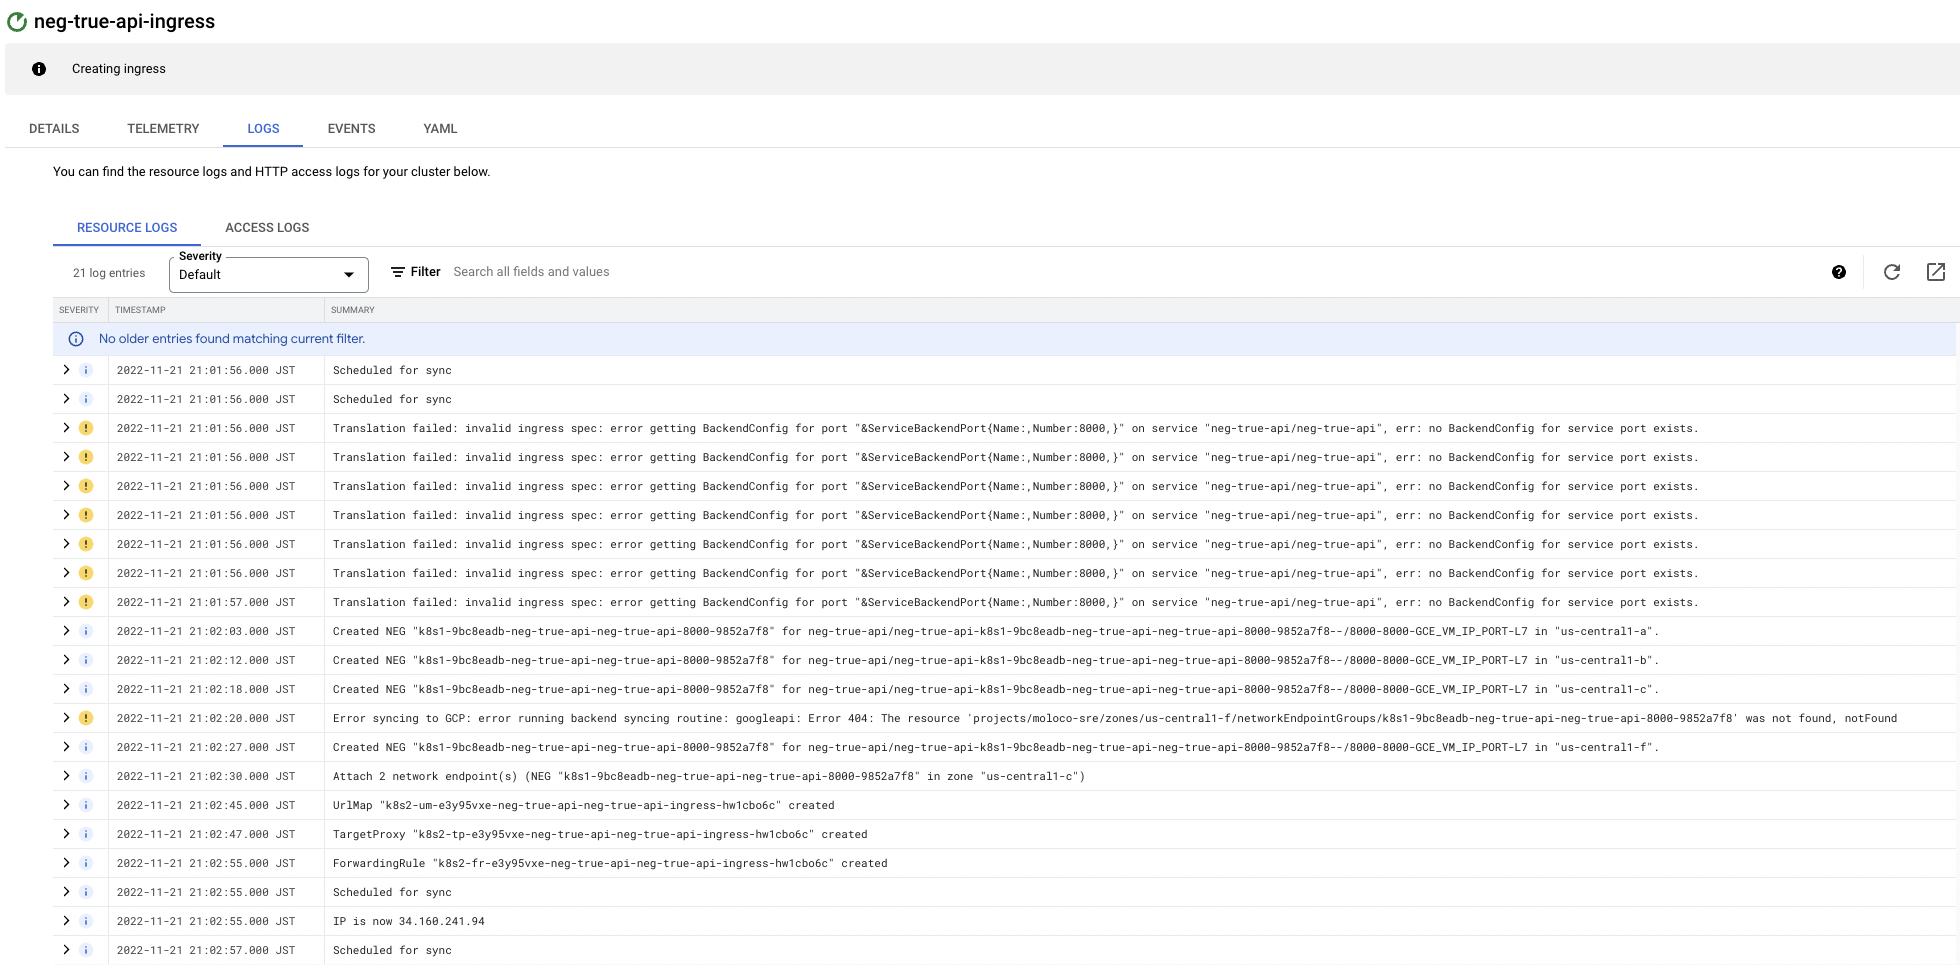 neg-true-api-ingress
Creating ingress
DETAILS TELEMETRY LOGS EVENTS YAML
You can find the resource logs and HTTP access logs for your cluster below.
RESOURCE LOGS ACCESS LOGS
21 log entries Severity Default Filter Search all fields and values
SEVERITY TIMESTAMP SUMMARY
No older entries found matching current filter.
2022-11-21 21:01:56.000 JST Scheduled for sync
2022-11-21 21:01:56.000 JST Scheduled for sync
2022-11-21 21:01:56.000 JST Translation failed: invalid ingress spec: error getting BackendConfig for port "&ServiceBackendPort{Name:,Number:8000,}" on service "neg-true-api/neg-true-api", err: no BackendConfig for service port exists.
2022-11-21 21:01:56.000 JST Translation failed: invalid ingress spec: error getting BackendConfig for port "&ServiceBackendPort{Name:,Number:8000,}" on service "neg-true-api/neg-true-api", err: no BackendConfig for service port exists.
2022-11-21 21:01:56.000 JST Translation failed: invalid ingress spec: error getting BackendConfig for port "&ServiceBackendPort{Name:,Number:8000,}" on service "neg-true-api/neg-true-api", err: no BackendConfig for service port exists.
2022-11-21 21:01:56.000 JST Translation failed: invalid ingress spec: error getting BackendConfig for port "&ServiceBackendPort{Name:,Number:8000,}" on service "neg-true-api/neg-true-api", err: no BackendConfig for service port exists.
2022-11-21 21:01:56.000 JST Translation failed: invalid ingress spec: error getting BackendConfig for port "&ServiceBackendPort{Name:,Number:8000,}" on service "neg-true-api/neg-true-api", err: no BackendConfig for service port exists.
2022-11-21 21:01:56.000 JST Translation failed: invalid ingress spec: error getting BackendConfig for port "&ServiceBackendPort{Name:,Number:8000,}" on service "neg-true-api/neg-true-api", err: no BackendConfig for service port exists.
2022-11-21 21:01:57.000 JST Translation failed: invalid ingress spec: error getting BackendConfig for port "&ServiceBackendPort{Name:,Number:8000,}" on service "neg-true-api/neg-true-api", err: no BackendConfig for service port exists.
2022-11-21 21:02:03.000 JST Created NEG "k8s1-9bc8eadb-neg-true-api-neg-true-api-8000-9852a7f8" for neg-true-api/neg-true-api-k8s1-9bc8eadb-neg-true-api-neg-true-api-8000-9852a7f8--/8000-8000-GCE_VM_IP_PORT-L7 in "us-central1-a".
2022-11-21 21:02:12.000 JST Created NEG "k8s1-9bc8eadb-neg-true-api-neg-true-api-8000-9852a7f8" for neg-true-api/neg-true-api-k8s1-9bc8eadb-neg-true-api-neg-true-api-8000-9852a7f8--/8000-8000-GCE_VM_IP_PORT-L7 in "us-central1-b".
2022-11-21 21:02:18.000 JST Created NEG "k8s1-9bc8eadb-neg-true-api-neg-true-api-8000-9852a7f8" for neg-true-api/neg-true-api-k8s1-9bc8eadb-neg-true-api-neg-true-api-8000-9852a7f8--/8000-8000-GCE_VM_IP_PORT-L7 in "us-central1-c".
2022-11-21 21:02:20.000 JST Error syncing to GCP: error running backend syncing routine: googleapi: Error 404: The resource 'projects/moloco-sre/zones/us-central1-f/networkEndpointGroups/k8s1-9bc8eadb-neg-true-api-neg-true-api-8000-9852a7f8' was not found, notFound
2022-11-21 21:02:27.000 JST Created NEG "k8s1-9bc8eadb-neg-true-api-neg-true-api-8000-9852a7f8" for neg-true-api/neg-true-api-k8s1-9bc8eadb-neg-true-api-neg-true-api-8000-9852a7f8--/8000-8000-GCE_VM_IP_PORT-L7 in "us-central1-f".
2022-11-21 21:02:30.000 JST Attach 2 network endpoint(s) (NEG "k8s1-9bc8eadb-neg-true-api-neg-true-api-8000-9852a7f8" in zone "us-central1-c")
2022-11-21 21:02:45.000 JST UrlMap "k8s2-um-e3y95vxe-neg-true-api-neg-true-api-ingress-hw1cbo6c" created
2022-11-21 21:02:47.000 JST TargetProxy "k8s2-tp-e3y95vxe-neg-true-api-neg-true-api-ingress-hw1cbo6c" created
2022-11-21 21:02:55.000 JST ForwardingRule "k8s2-fr-e3y95vxe-neg-true-api-neg-true-api-ingress-hw1cbo6c" created
2022-11-21 21:02:55.000 JST Scheduled for sync
2022-11-21 21:02:55.000 JST IP is now 34.160.241.94
2022-11-21 21:02:57.000 JST Scheduled for sync